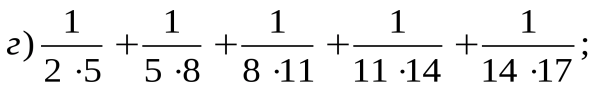 г) 1/(2 · 5) + 1/(5 · 8) + 1/(8 · 11) + 1/(11 · 14) + 1/(14 · 17) ;